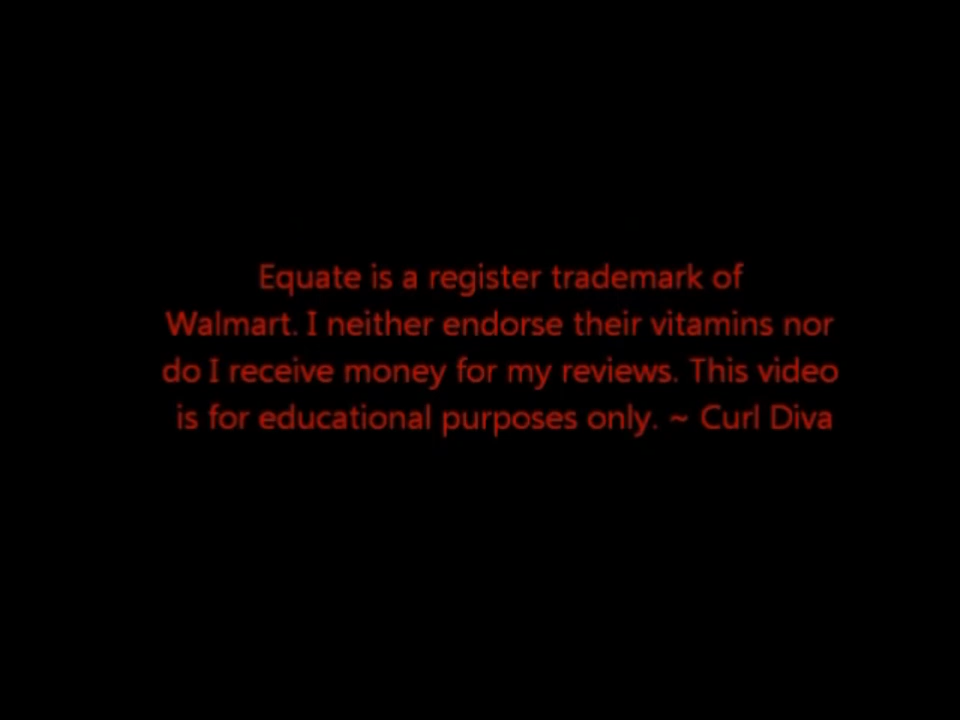 Equate is a register trademark of
Walmart. I neither endorse their vitamins nor
do I receive money for my reviews. This video
is for educational purposes only. ~ Curl Diva